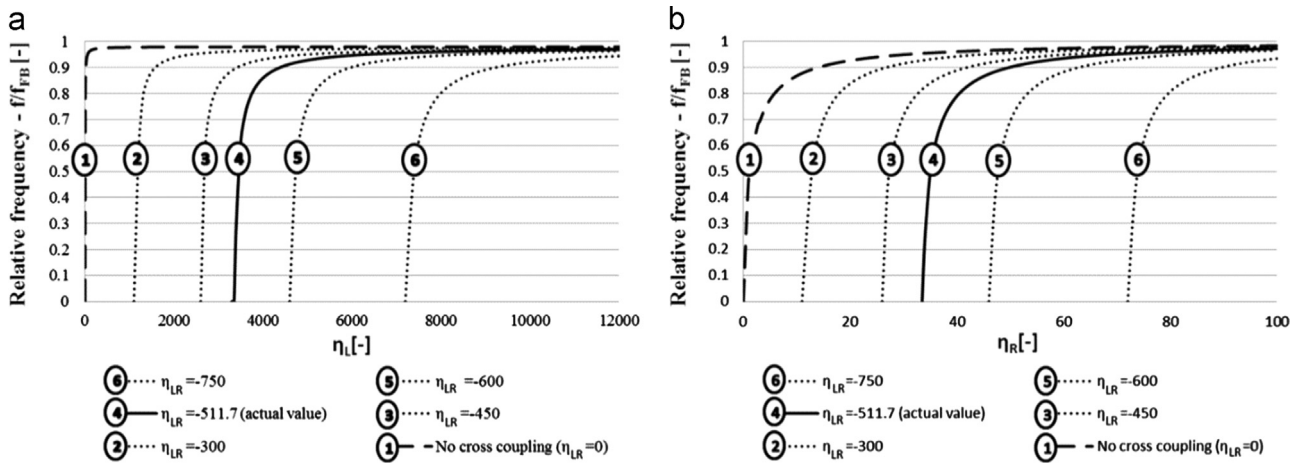 a
Relative frequency - f/f_FB [-]
1
0.9
0.8
0.7
0.6
0.5
0.4
0.3
0.2
0.1
0
1
2
3
4
5
6
0
2000
4000
6000
8000
10000
12000
η_L[-]
6 η_LR =-750
5 η_LR =-600
4 η_LR =-511.7 (actual value)
3 η_LR =-450
2 η_LR =-300
1 No cross coupling (η_LR =0)
b
Relative frequency - f/f_FB [-]
1
0.9
0.8
0.7
0.6
0.5
0.4
0.3
0.2
0.1
0
1
2
3
4
5
6
0
20
40
60
80
100
η_R[-]
6 η_LR =-750
5 η_LR =-600
4 η_LR =-511.7 (actual value)
3 η_LR =-450
2 η_LR =-300
1 No cross coupling (η_LR =0)